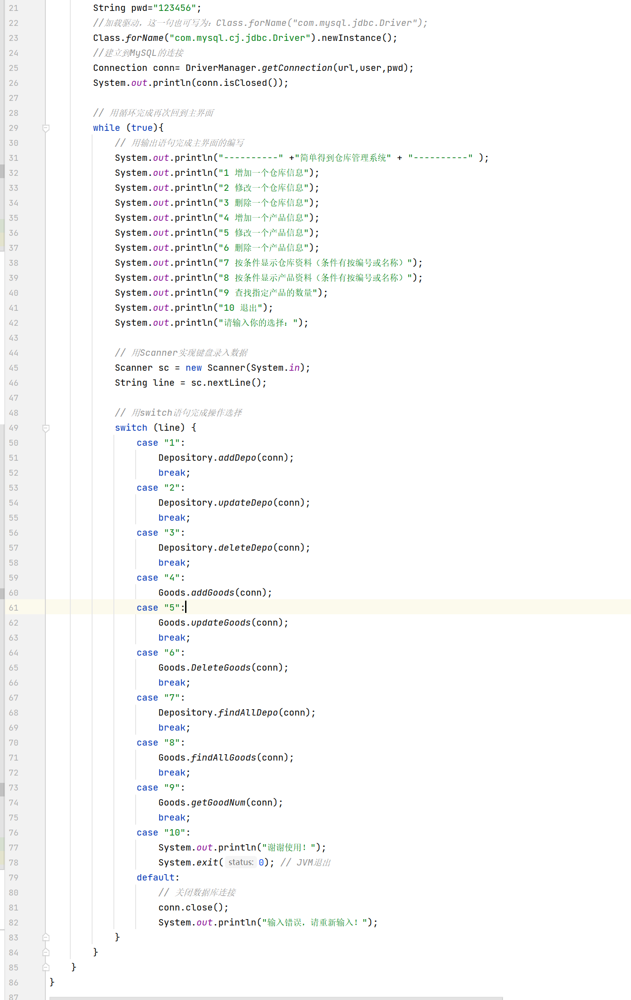 21 String pwd="123456";
22 //加载驱动，这一句也可写为：Class.forName("com.mysql.jdbc.Driver");
23 Class.forName("com.mysql.cj.jdbc.Driver").newInstance();
24 //建立到MySQL的连接
25 Connection conn= DriverManager.getConnection(url,user,pwd);
26 System.out.println(conn.isClosed());
27
28 // 用循环完成再次回到主界面
29 while (true){
30 // 用输出语句完成主界面的编写
31 System.out.println("----------" +"简单得到仓库管理系统" + "----------" );
32 System.out.println("1 增加一个仓库信息");
33 System.out.println("2 修改一个仓库信息");
34 System.out.println("3 删除一个仓库信息");
35 System.out.println("4 增加一个产品信息");
36 System.out.println("5 修改一个产品信息");
37 System.out.println("6 删除一个产品信息");
38 System.out.println("7 按条件显示仓库资料（条件有按编号或名称）");
39 System.out.println("8 按条件显示产品资料（条件有按编号或名称）");
40 System.out.println("9 查找指定产品的数量");
41 System.out.println("10 退出");
42 System.out.println("请输入你的选择：");
43
44 // 用Scanner实现键盘录入数据
45 Scanner sc = new Scanner(System.in);
46 String line = sc.nextLine();
47
48 // 用switch语句完成操作选择
49 switch (line) {
50 case "1":
51 Depository.addDepo(conn);
52 break;
53 case "2":
54 Depository.updateDepo(conn);
55 break;
56 case "3":
57 Depository.deleteDepo(conn);
58 break;
59 case "4":
60 Goods.addGoods(conn);
61 case "5":
62 Goods.updateGoods(conn);
63 break;
64 case "6":
65 Goods.DeleteGoods(conn);
66 break;
67 case "7":
68 Depository.findAllDepo(conn);
69 break;
70 case "8":
71 Goods.findAllGoods(conn);
72 break;
73 case "9":
74 Goods.getGoodNum(conn);
75 break;
76 case "10":
77 System.out.println("谢谢使用！");
78 System.exit( status: 0); // JVM退出
79 default:
80 // 关闭数据库连接
81 conn.close();
82 System.out.println("输入错误，请重新输入！");
83 }
84 }
85 }
86 }
87